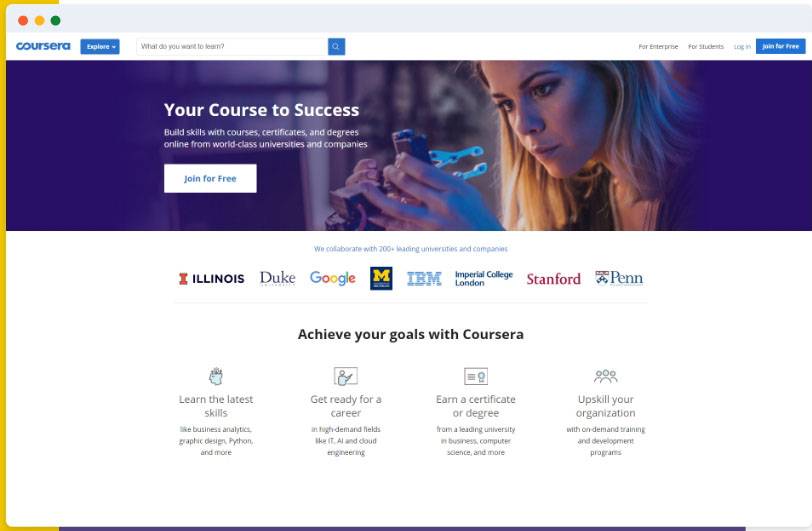 coursera
Explore
What do you want to learn?
For Enterprise
For Students
Log In
Join for Free
Your Course to Success
Build skills with courses, certificates, and degrees
online from world-class universities and companies
Join for Free
We collaborate with 200+ leading universities and companies
ILLINOIS
Duke
Google
M
IBM
Imperial College
London
Stanford
Penn
Achieve your goals with Coursera
Learn the latest
skills
like business analytics,
graphic design, Python,
and more
Get ready for a
career
in high-demand fields
like IT, AI and cloud
engineering
Earn a certificate
or degree
from a leading university
in business, computer
science, and more
Upskill your
organization
with on-demand training
and development
programs